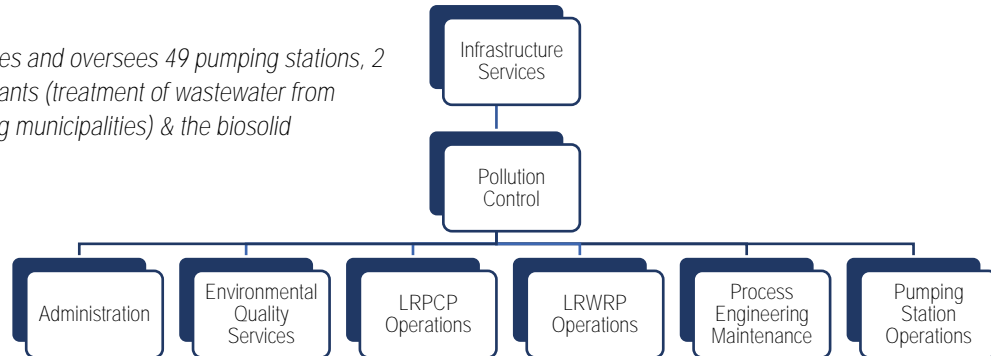 Infrastructure
Services
es and oversees 49 pumping stations, 2
ants (treatment of wastewater from
g municipalities) & the biosolid
Pollution
Control
Administration
Environmental
Quality
Services
LRPCP
Operations
LRWRP
Operations
Process
Engineering
Maintenance
Pumping
Station
Operations